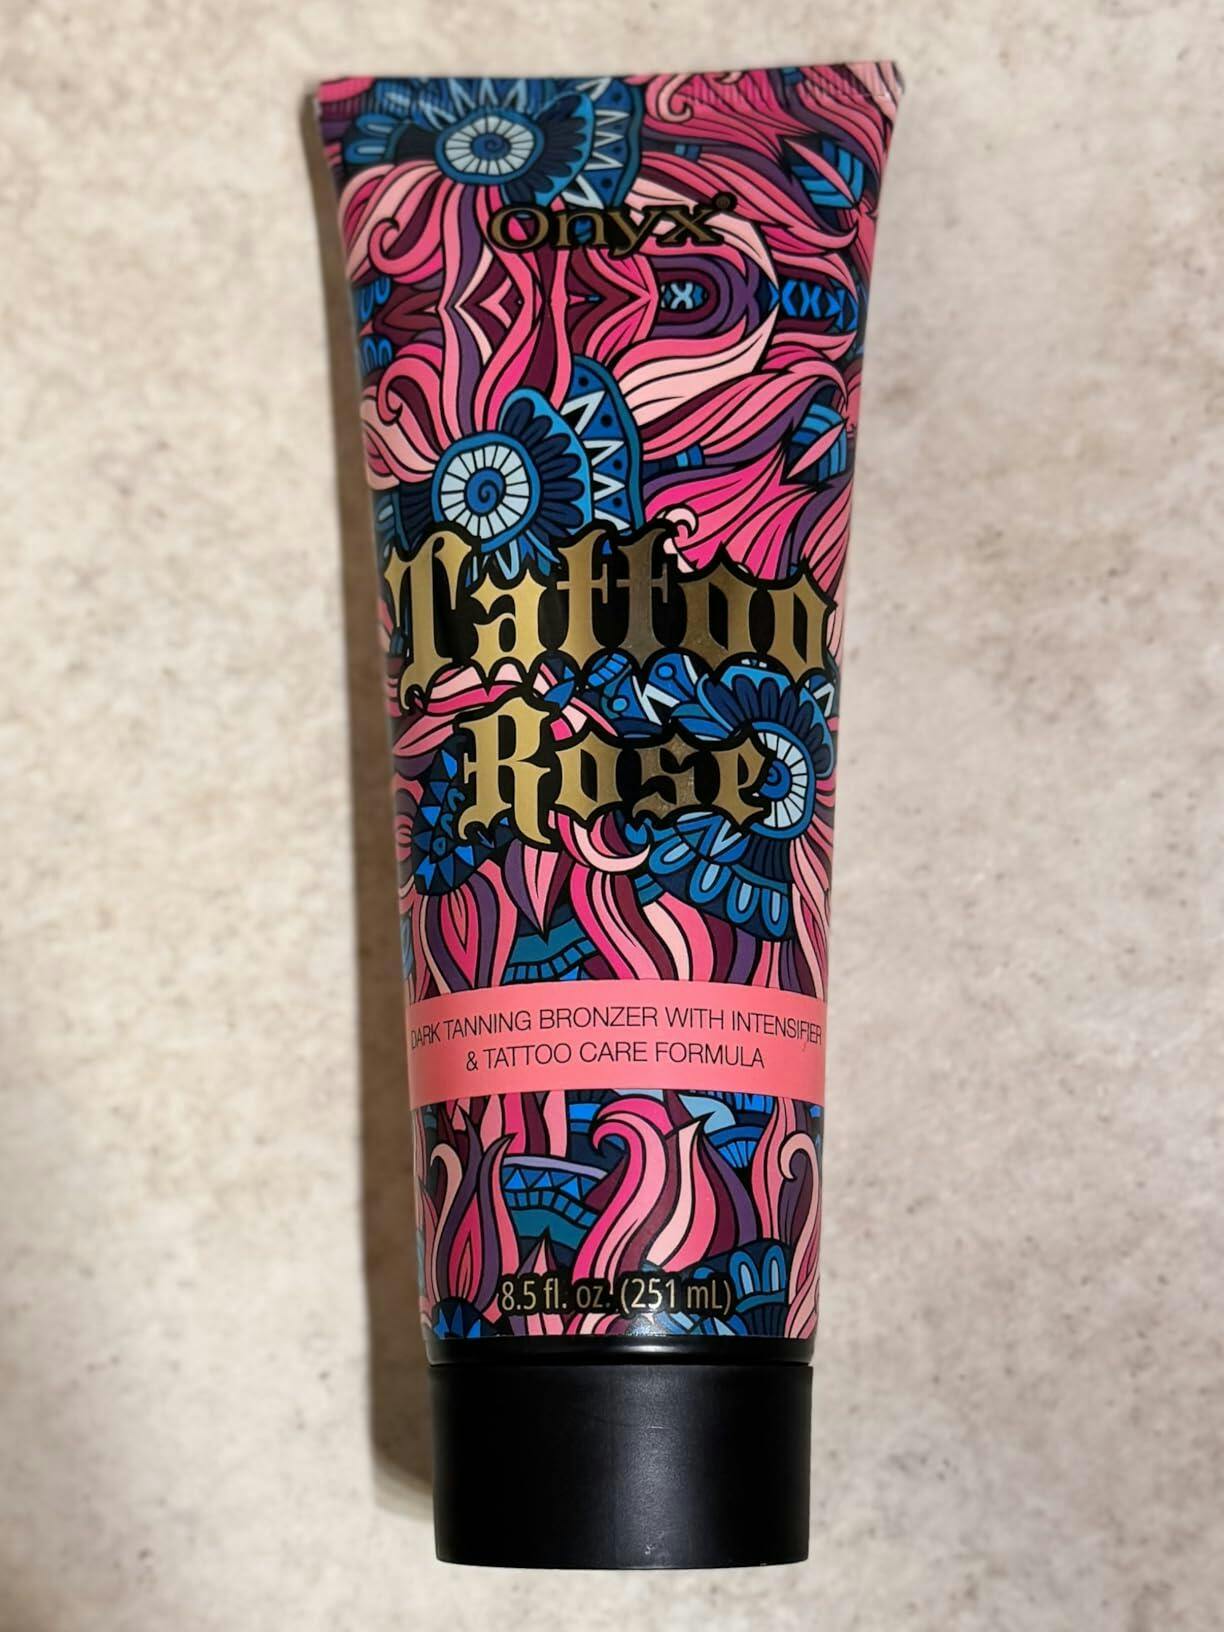 onyx®
Tattoo
Rose
DARK TANNING BRONZER WITH INTENSIFIER
& TATTOO CARE FORMULA
8.5 fl. oz. (251 mL)